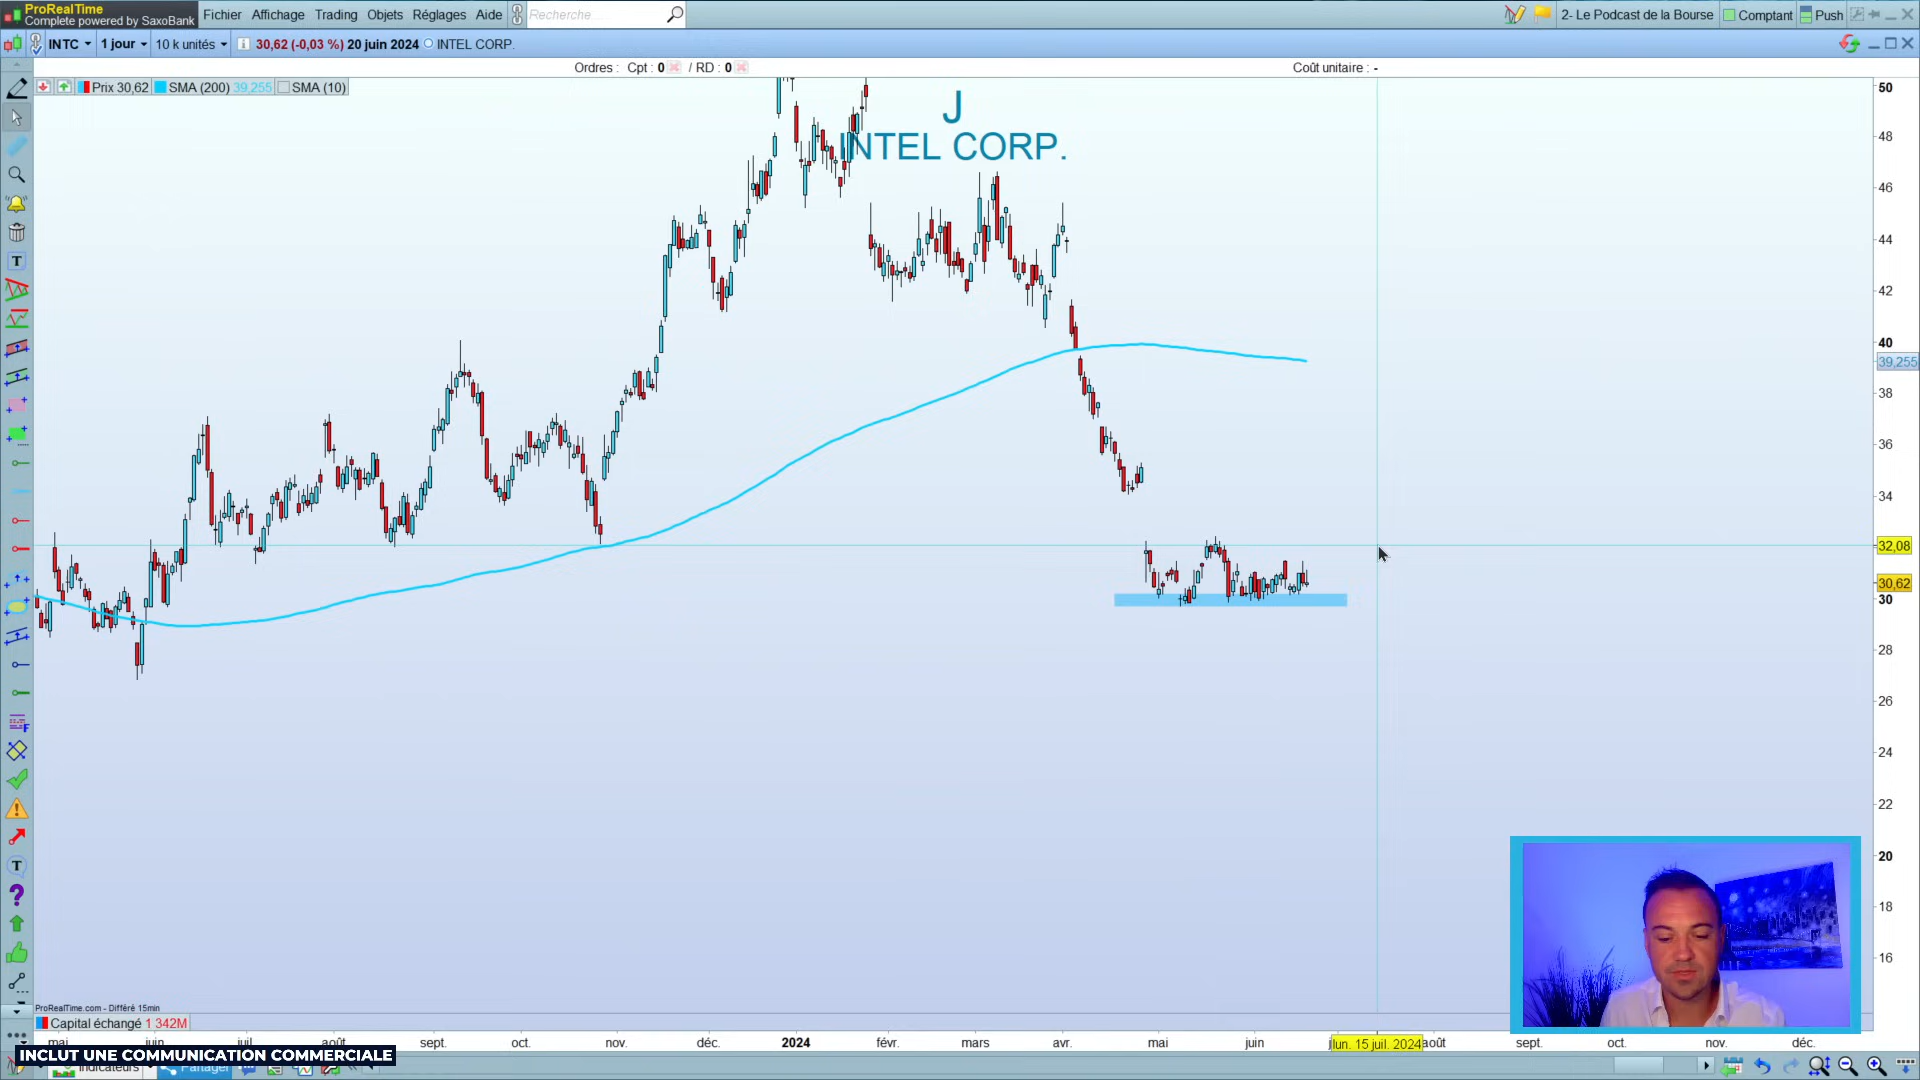 ProRealTime
Complete powered by SaxoBank
Fichier Affichage Trading Objets Réglages Aide
Recherche...
2- Le Podcast de la Bourse Comptant Push
INTC 1 jour 10 k unités 30,62 (-0,03 %) 20 juin 2024 INTEL CORP.
Ordres : Cpt : 0 / RD : 0 Coût unitaire : -
Prix 30,62 SMA (200) 39,255 SMA (10)
J
INTEL CORP.
50
48
46
44
42
40
39,255
38
36
34
32,08
30,62
30
28
26
24
22
20
18
16
ProRealTime.com - Différé 15min
Capital échangé 1 342M
mai juin juil. août sept. oct. nov. déc. 2024 févr. mars avr. mai juin lun. 15 juil. 2024 août sept. oct. nov. déc.
INCLUT UNE COMMUNICATION COMMERCIALE
Indicateurs Partager